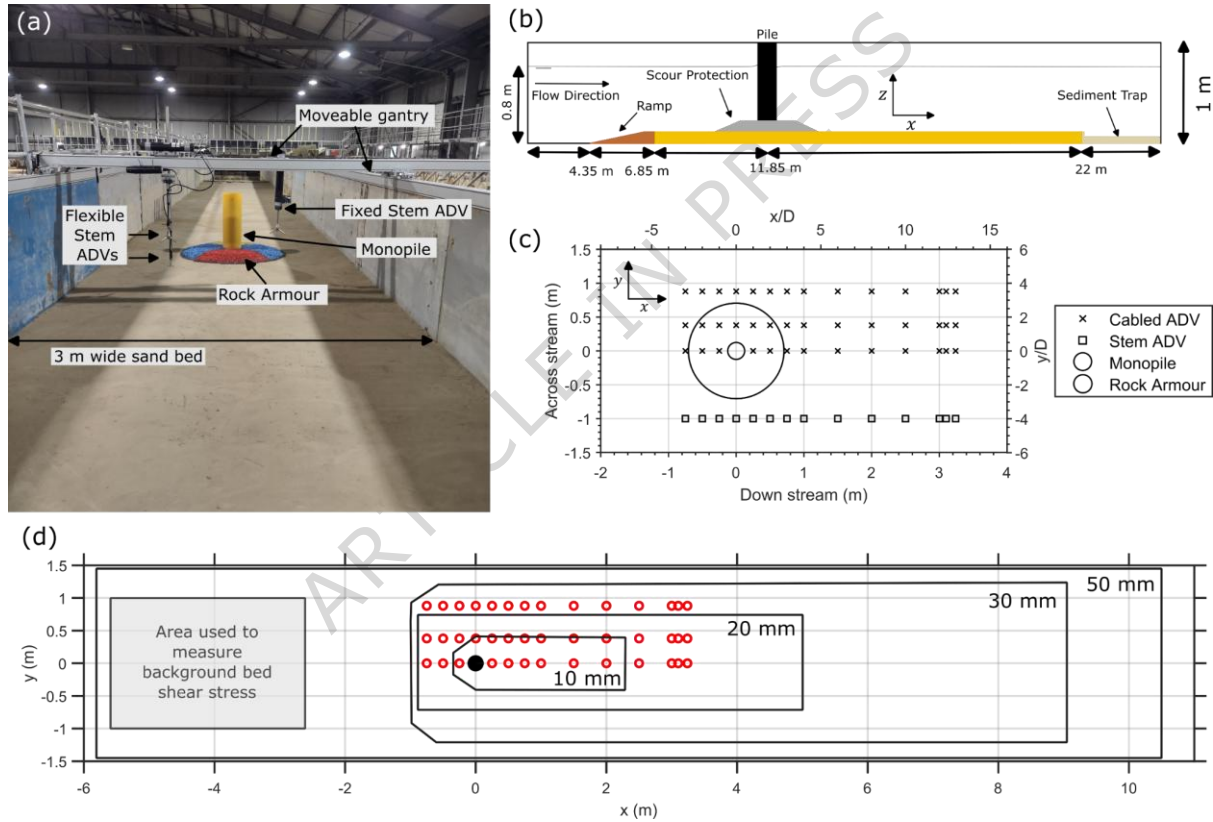 (a)
Moveable gantry
Flexible
Stem
ADVs
Fixed Stem ADV
Monopile
Rock Armour
3 m wide sand bed
(b)
Pile
Scour Protection
0.8 m
Flow Direction
Ramp
z
x
Sediment Trap
1 m
4.35 m
6.85 m
11.85 m
22 m
(c)
x/D
-5 0 5 10 15
Across stream (m)
1.5
1
0.5
0
-0.5
-1
-1.5
y
x
6
4
2
0
-2
-4
-6
y/D
-2 -1 0 1 2 3 4
Down stream (m)
Cabled ADV
Stem ADV
Monopile
Rock Armour
(d)
y (m)
1.5
1
0.5
0
-0.5
-1
-1.5
Area used to
measure
background bed
shear stress
10 mm
20 mm
30 mm
50 mm
-6 -4 -2 0 2 4 6 8 10
x (m)
ARTICLE IN PRESS